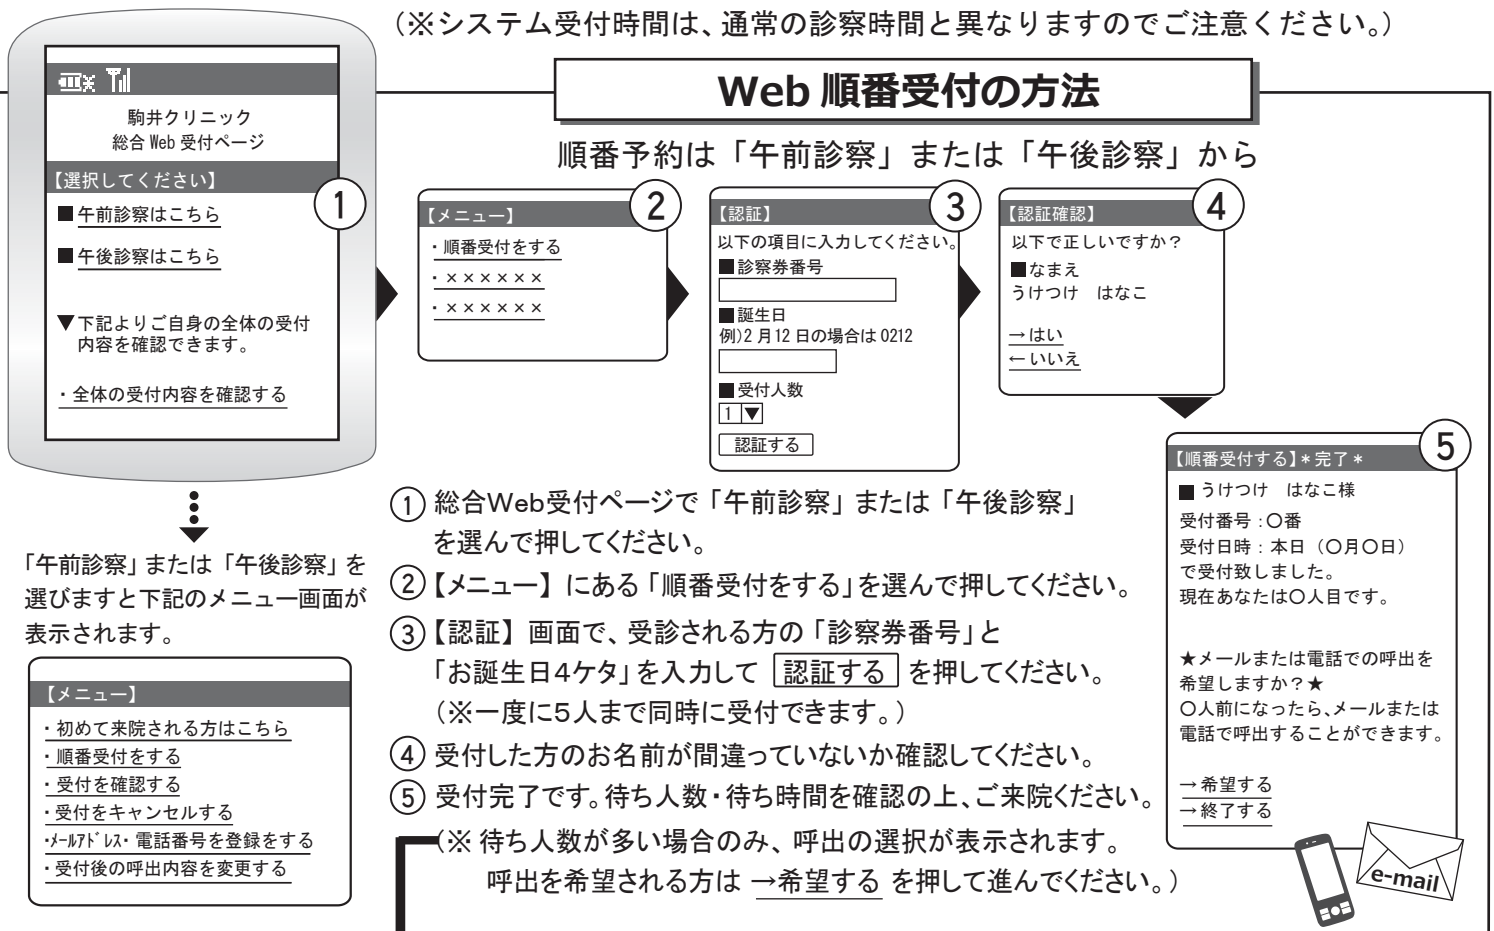 (※システム受付時間は、通常の診察時間と異なりますのでご注意ください。)
Web 順番受付の方法
順番予約は「午前診察」または「午後診察」から
駒井クリニック
総合 Web 受付ページ
【選択してください】
1
■午前診察はこちら
■午後診察はこちら
▼下記よりご自身の全体の受付
内容を確認できます。
・全体の受付内容を確認する
2
【メニュー】
・順番受付をする
・××××××
・××××××
3
【認証】
以下の項目に入力してください。
■診察券番号
■誕生日
例)2 月12 日の場合は 0212
■受付人数
1 ▼
認証する
4
【認証確認】
以下で正しいですか？
■なまえ
うけつけ　はなこ
→はい
←いいえ
5
【順番受付する】＊完了＊
■ うけつけ　はなこ様
受付番号：〇番
受付日時：本日（〇月〇日）
で受付致しました。
現在あなたは〇人目です。
★メールまたは電話での呼出を
希望しますか？★
〇人前になったら、メールまたは
電話で呼出することができます。
→希望する
→終了する
e-mail
「午前診察」または「午後診察」を
選びますと下記のメニュー画面が
表示されます。
【メニュー】
・初めて来院される方はこちら
・順番受付をする
・受付を確認する
・受付をキャンセルする
・ﾒｰﾙｱﾄﾞﾚｽ・電話番号を登録をする
・受付後の呼出内容を変更する
① 総合Web受付ページで「午前診察」または「午後診察」
を選んで押してください。
②【メニュー】にある「順番受付をする」を選んで押してください。
③【認証】画面で、受診される方の「診察券番号」と
「お誕生日4ケタ」を入力して 認証する を押してください。
(※一度に5人まで同時に受付できます。)
④ 受付した方のお名前が間違っていないか確認してください。
⑤ 受付完了です。待ち人数・待ち時間を確認の上、ご来院ください。
(※ 待ち人数が多い場合のみ、呼出の選択が表示されます。
呼出を希望される方は →希望する を押して進んでください。)